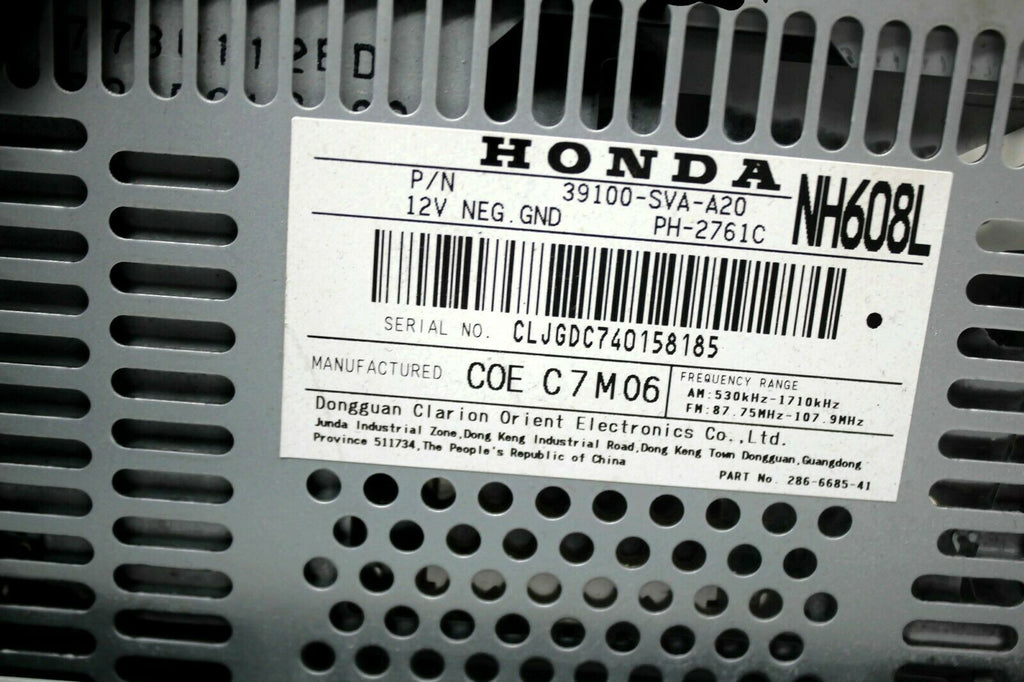 HONDA
P/N 39100-SVA-A20
12V NEG.GND PH-2761C
NH608L
SERIAL NO. CLJGDC740158185
MANUFACTURED COE C7M06
FREQUENCY RANGE
AM:530kHz-1710kHz
FM:87.75MHz-107.9MHz
Dongguan Clarion Orient Electronics Co.,Ltd.
Junda Industrial Zone,Dong Keng Industrial Road,Dong Keng Town Dongguan,Guangdong
Province 511734,The People's Republic of China
PART No. 286-6685-41